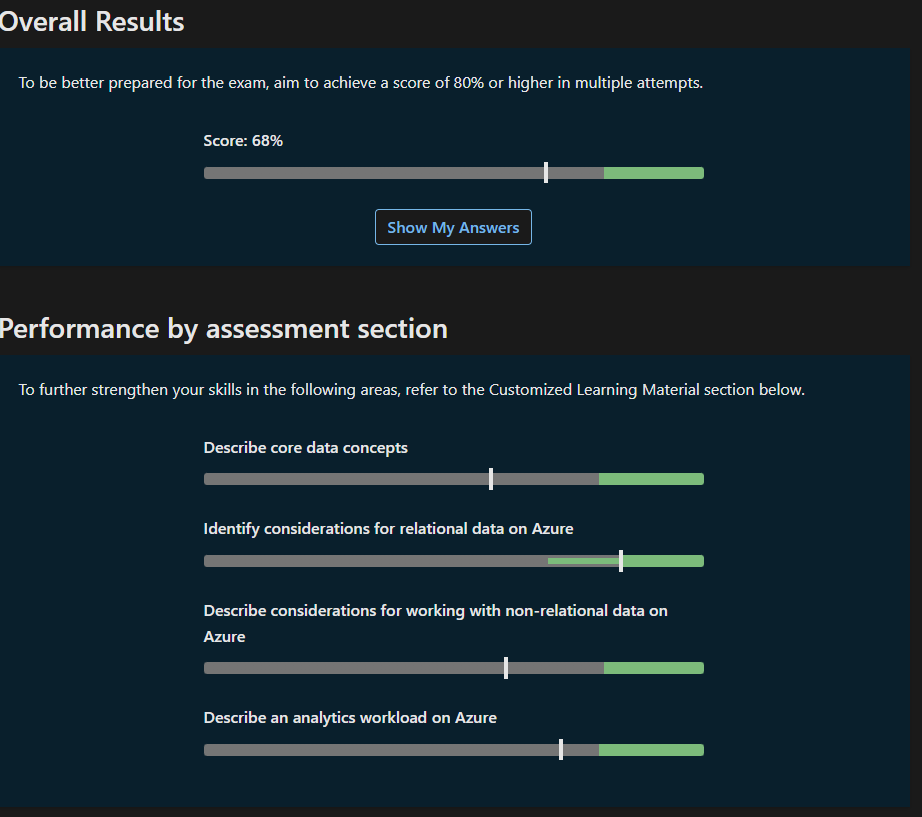 Overall Results
To be better prepared for the exam, aim to achieve a score of 80% or higher in multiple attempts.
Score: 68%
Show My Answers
Performance by assessment section
To further strengthen your skills in the following areas, refer to the Customized Learning Material section below.
Describe core data concepts
Identify considerations for relational data on Azure
Describe considerations for working with non-relational data on
Azure
Describe an analytics workload on Azure